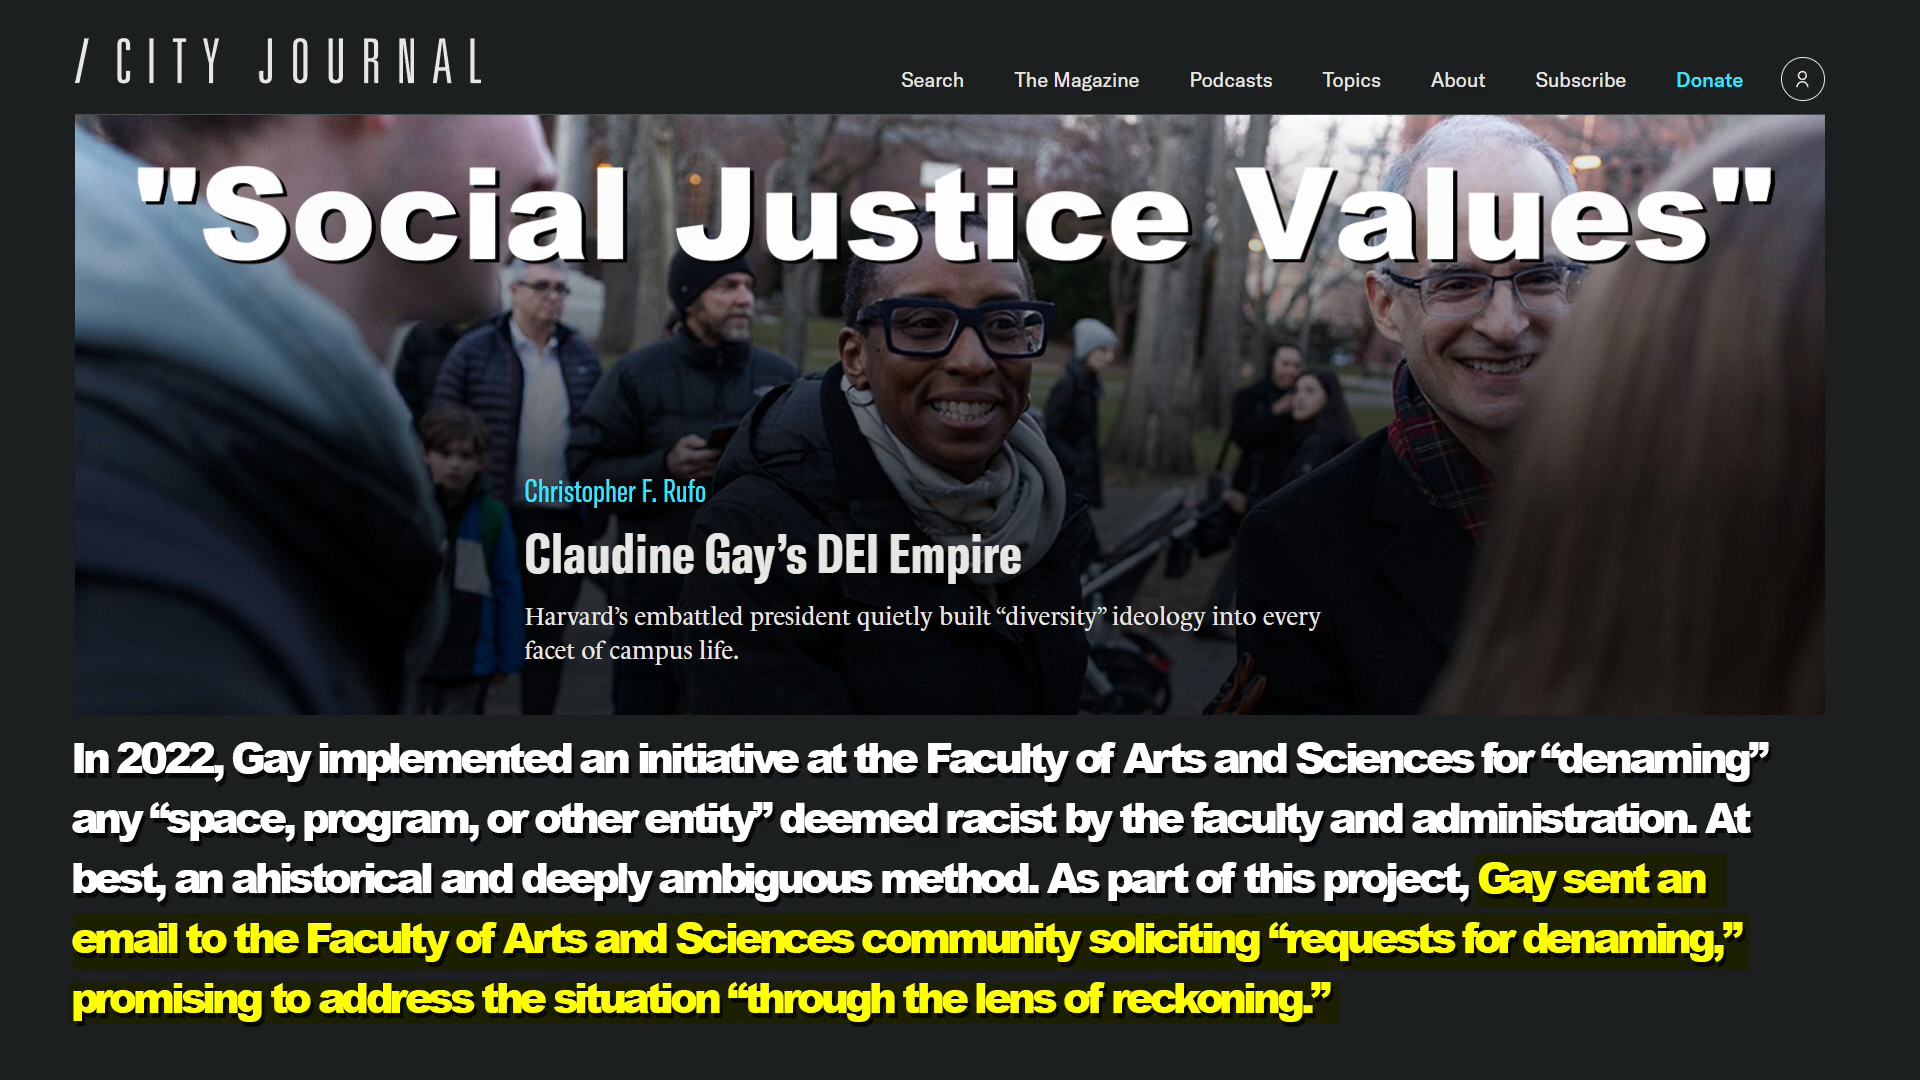 / CITY JOURNAL
Search The Magazine Podcasts Topics About Subscribe Donate
"Social Justice Values"
Christopher F. Rufo
Claudine Gay’s DEI Empire
Harvard’s embattled president quietly built “diversity” ideology into every
facet of campus life.
In 2022, Gay implemented an initiative at the Faculty of Arts and Sciences for “denaming”
any “space, program, or other entity” deemed racist by the faculty and administration. At
best, an ahistorical and deeply ambiguous method. As part of this project, Gay sent an
email to the Faculty of Arts and Sciences community soliciting “requests for denaming,”
promising to address the situation “through the lens of reckoning.”